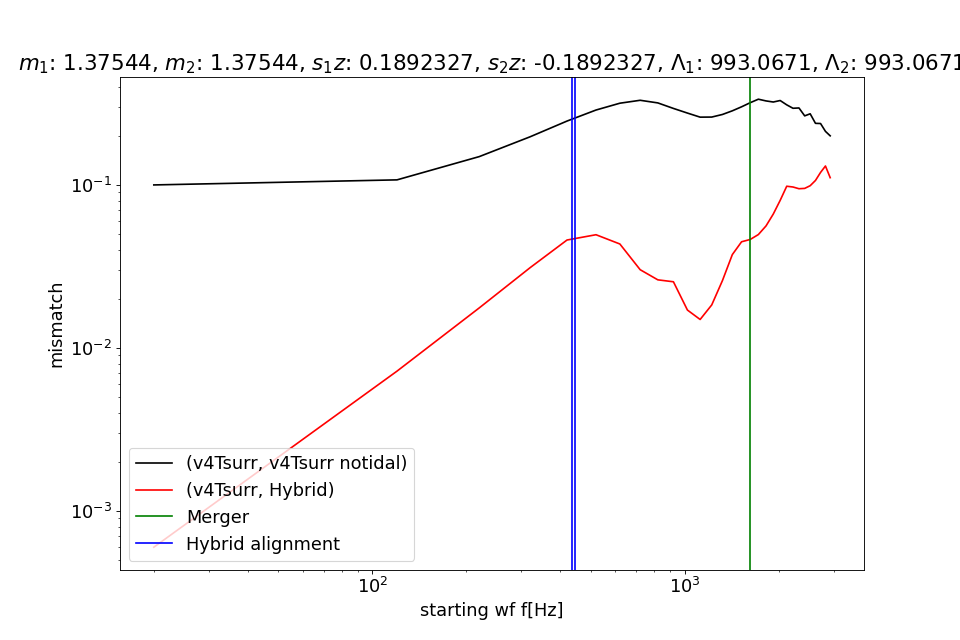 m₁: 1.37544, m₂: 1.37544, s₁z: 0.1892327, s₂z: -0.1892327, Λ₁: 993.0671, Λ₂: 993.0671
10⁻¹
10⁻²
10⁻³
mismatch
(v4Tsurr, v4Tsurr notidal)
(v4Tsurr, Hybrid)
Merger
Hybrid alignment
10²
10³
starting wf f[Hz]